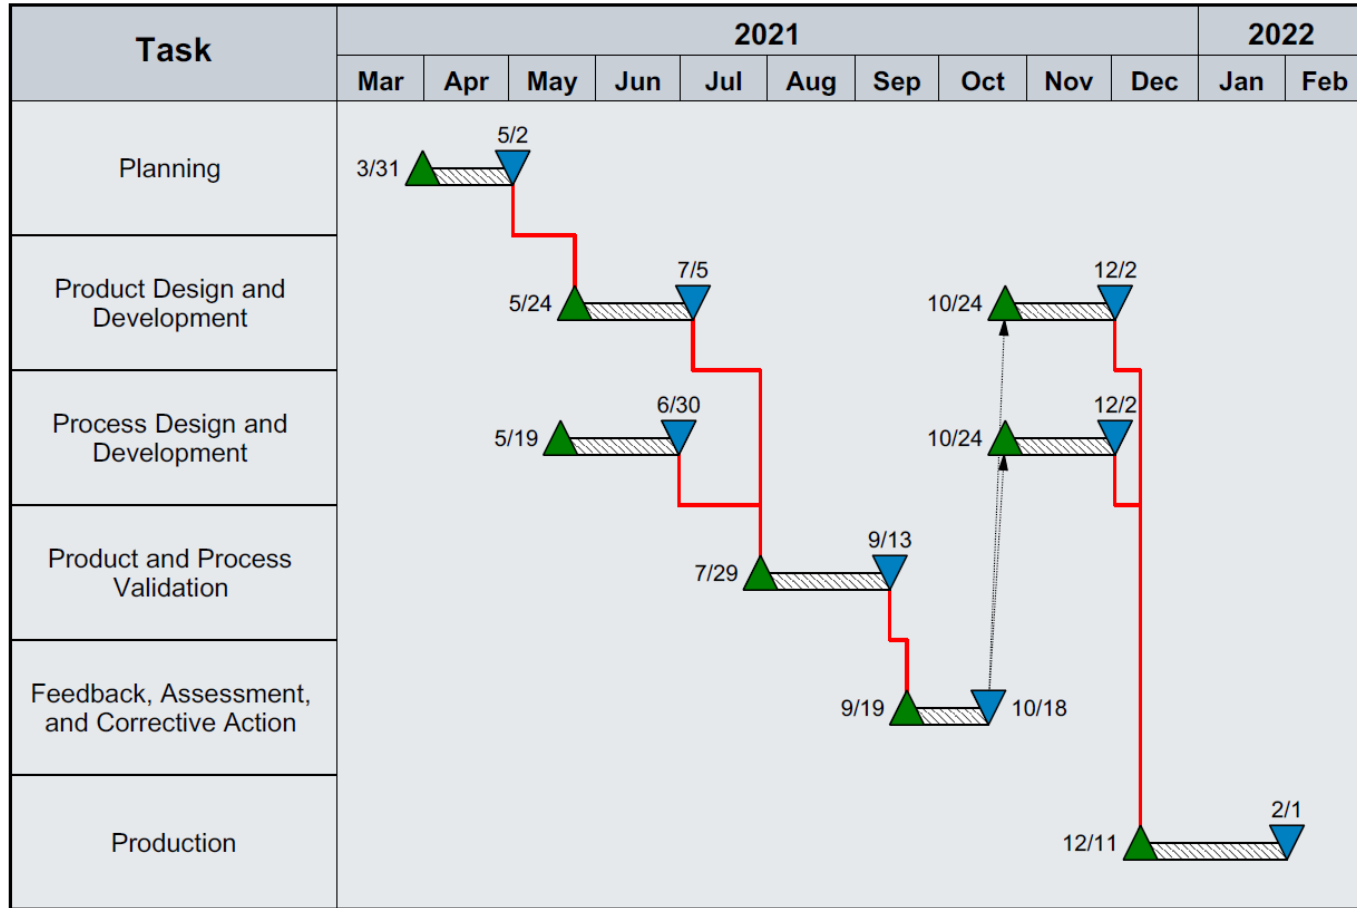 Task
2021
2022
Mar Apr May Jun Jul Aug Sep Oct Nov Dec Jan Feb
Planning
3/31
5/2
Product Design and
Development
5/24
7/5
10/24
12/2
Process Design and
Development
5/19
6/30
10/24
12/2
Product and Process
Validation
7/29
9/13
Feedback, Assessment,
and Corrective Action
9/19
10/18
Production
12/11
2/1